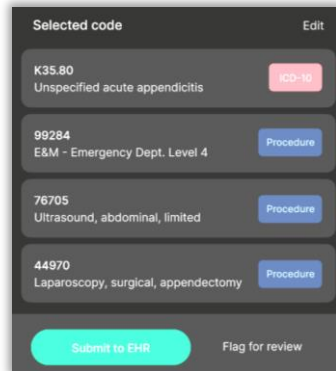 Selected code
Edit
K35.80
Unspecified acute appendicitis
ICD-10
99284
E&M - Emergency Dept. Level 4
Procedure
76705
Ultrasound, abdominal, limited
Procedure
44970
Laparoscopy, surgical, appendectomy
Procedure
Submit to EHR
Flag for review